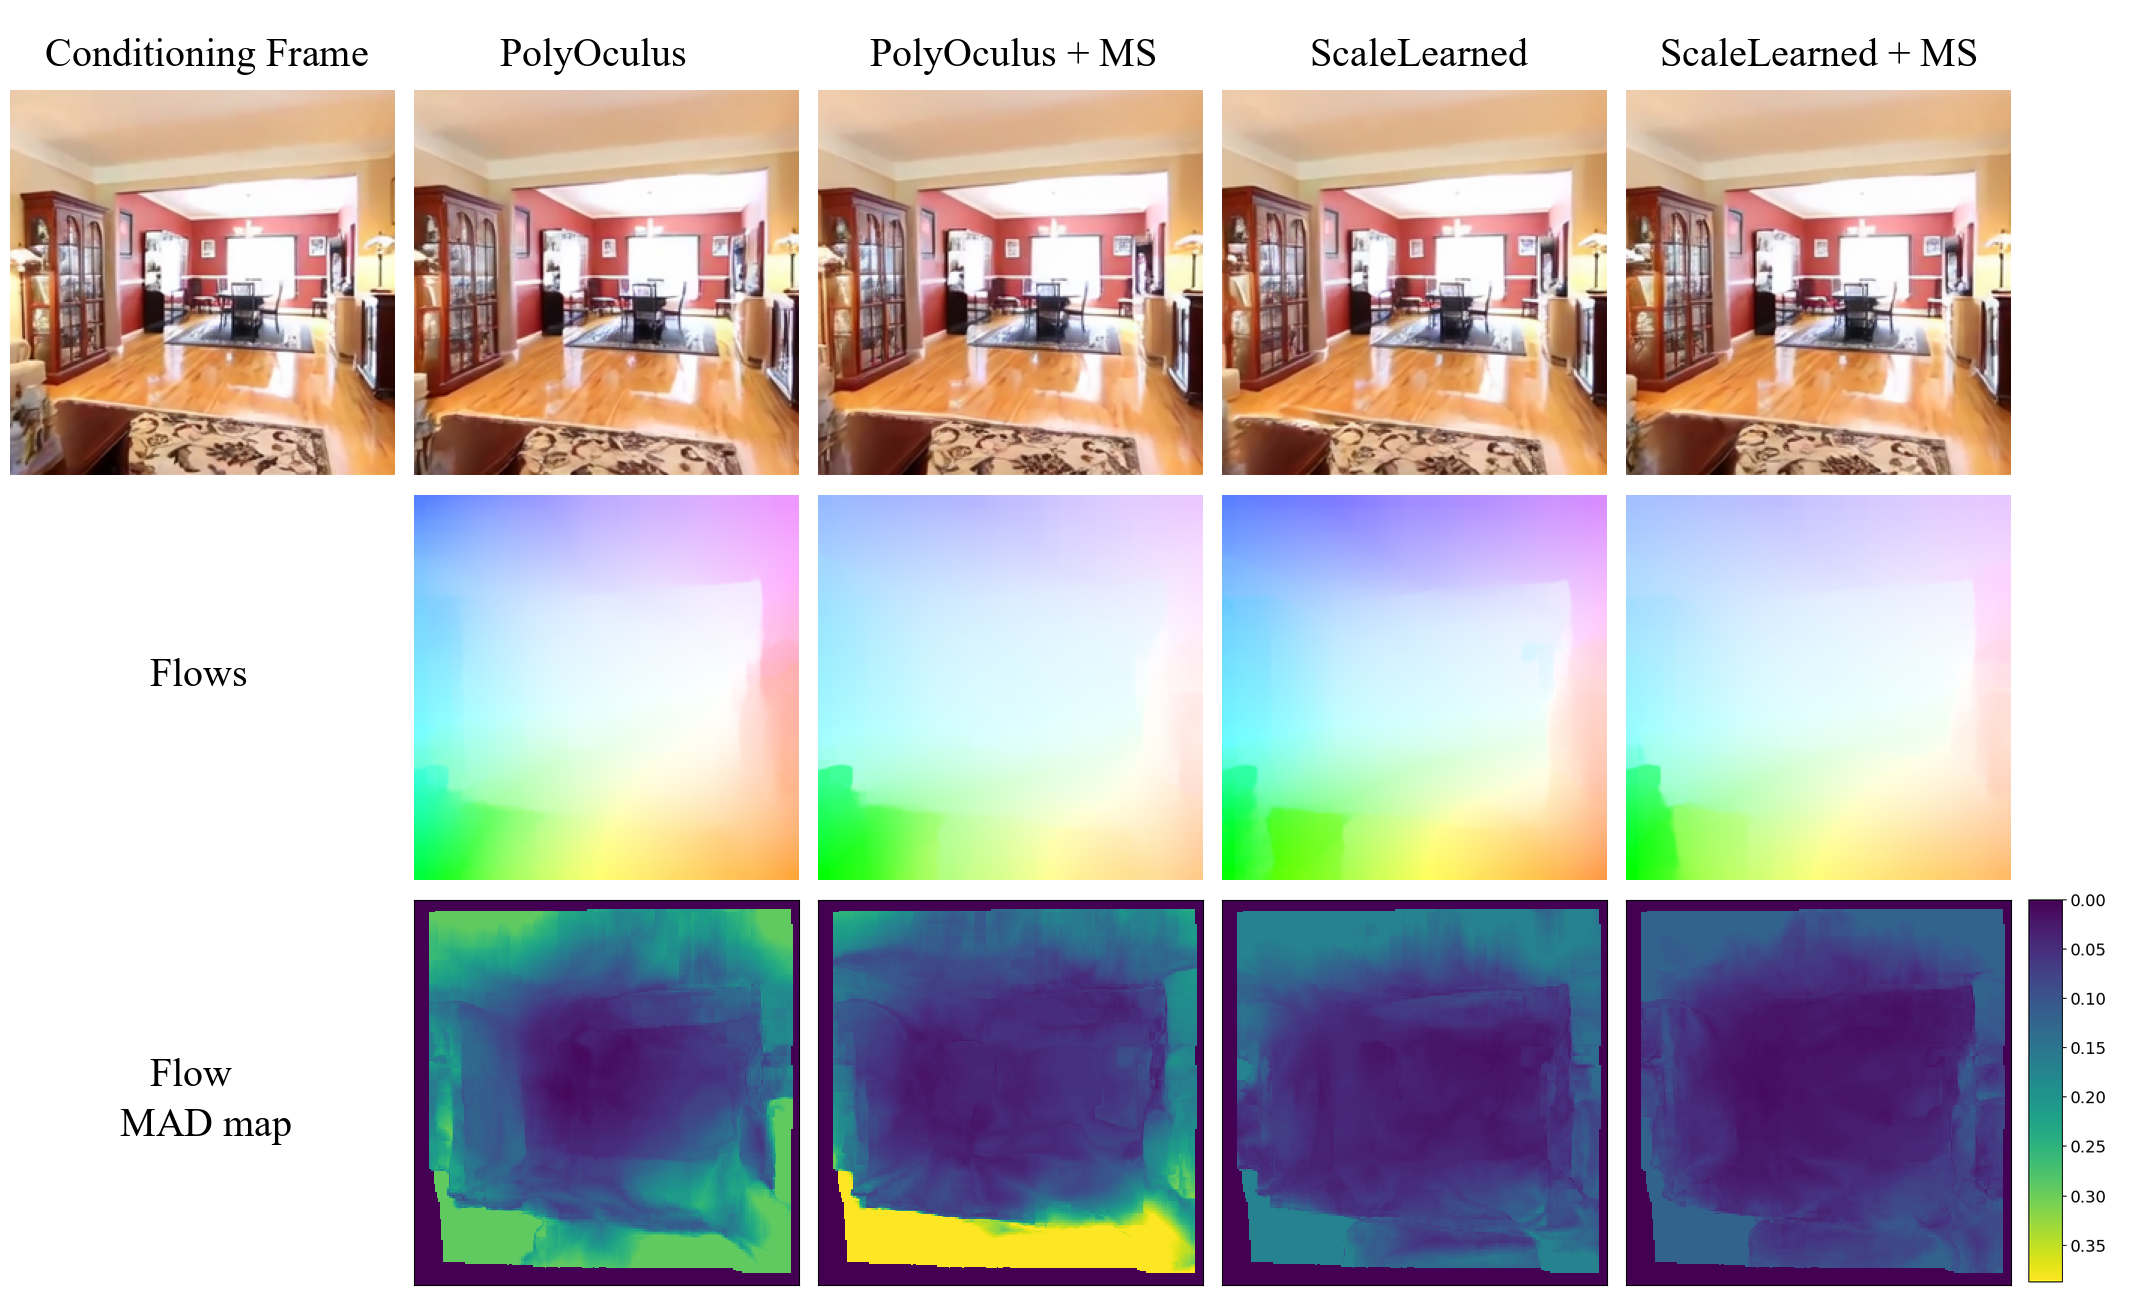 Conditioning Frame
PolyOculus
PolyOculus + MS
ScaleLearned
ScaleLearned + MS
Flows
Flow
MAD map
0.00
0.05
0.10
0.15
0.20
0.25
0.30
0.35